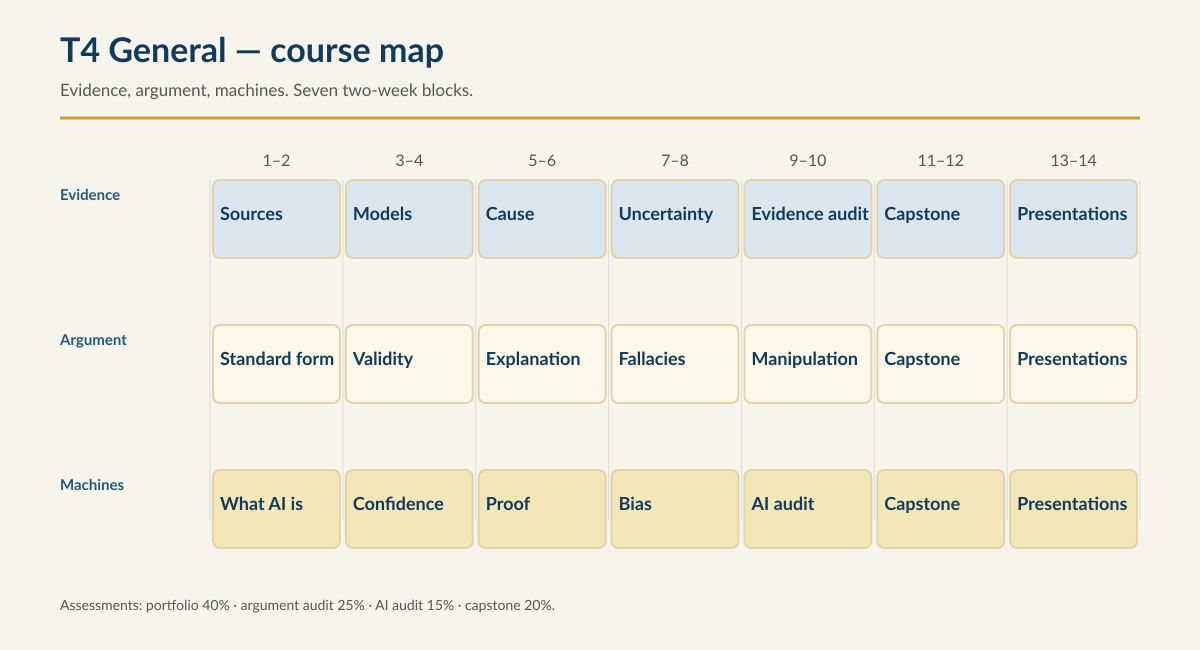 T4 General — course map
Evidence, argument, machines. Seven two-week blocks.
1–2 3–4 5–6 7–8 9–10 11–12 13–14
Evidence
Sources Models Cause Uncertainty Evidence audit Capstone Presentations
Argument
Standard form Validity Explanation Fallacies Manipulation Capstone Presentations
Machines
What AI is Confidence Proof Bias AI audit Capstone Presentations
Assessments: portfolio 40% · argument audit 25% · AI audit 15% · capstone 20%.